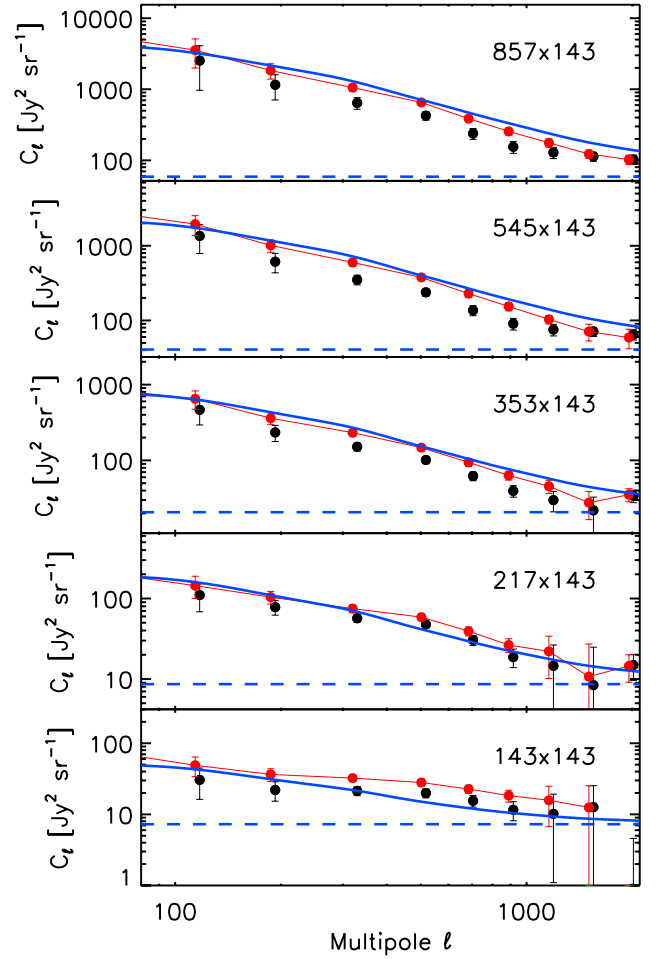 10000
1000
100
C_ℓ [Jy² sr⁻¹]
857x143
1000
100
C_ℓ [Jy² sr⁻¹]
545x143
1000
100
C_ℓ [Jy² sr⁻¹]
353x143
100
10
C_ℓ [Jy² sr⁻¹]
217x143
100
10
1
C_ℓ [Jy² sr⁻¹]
143x143
100
1000
Multipole ℓ